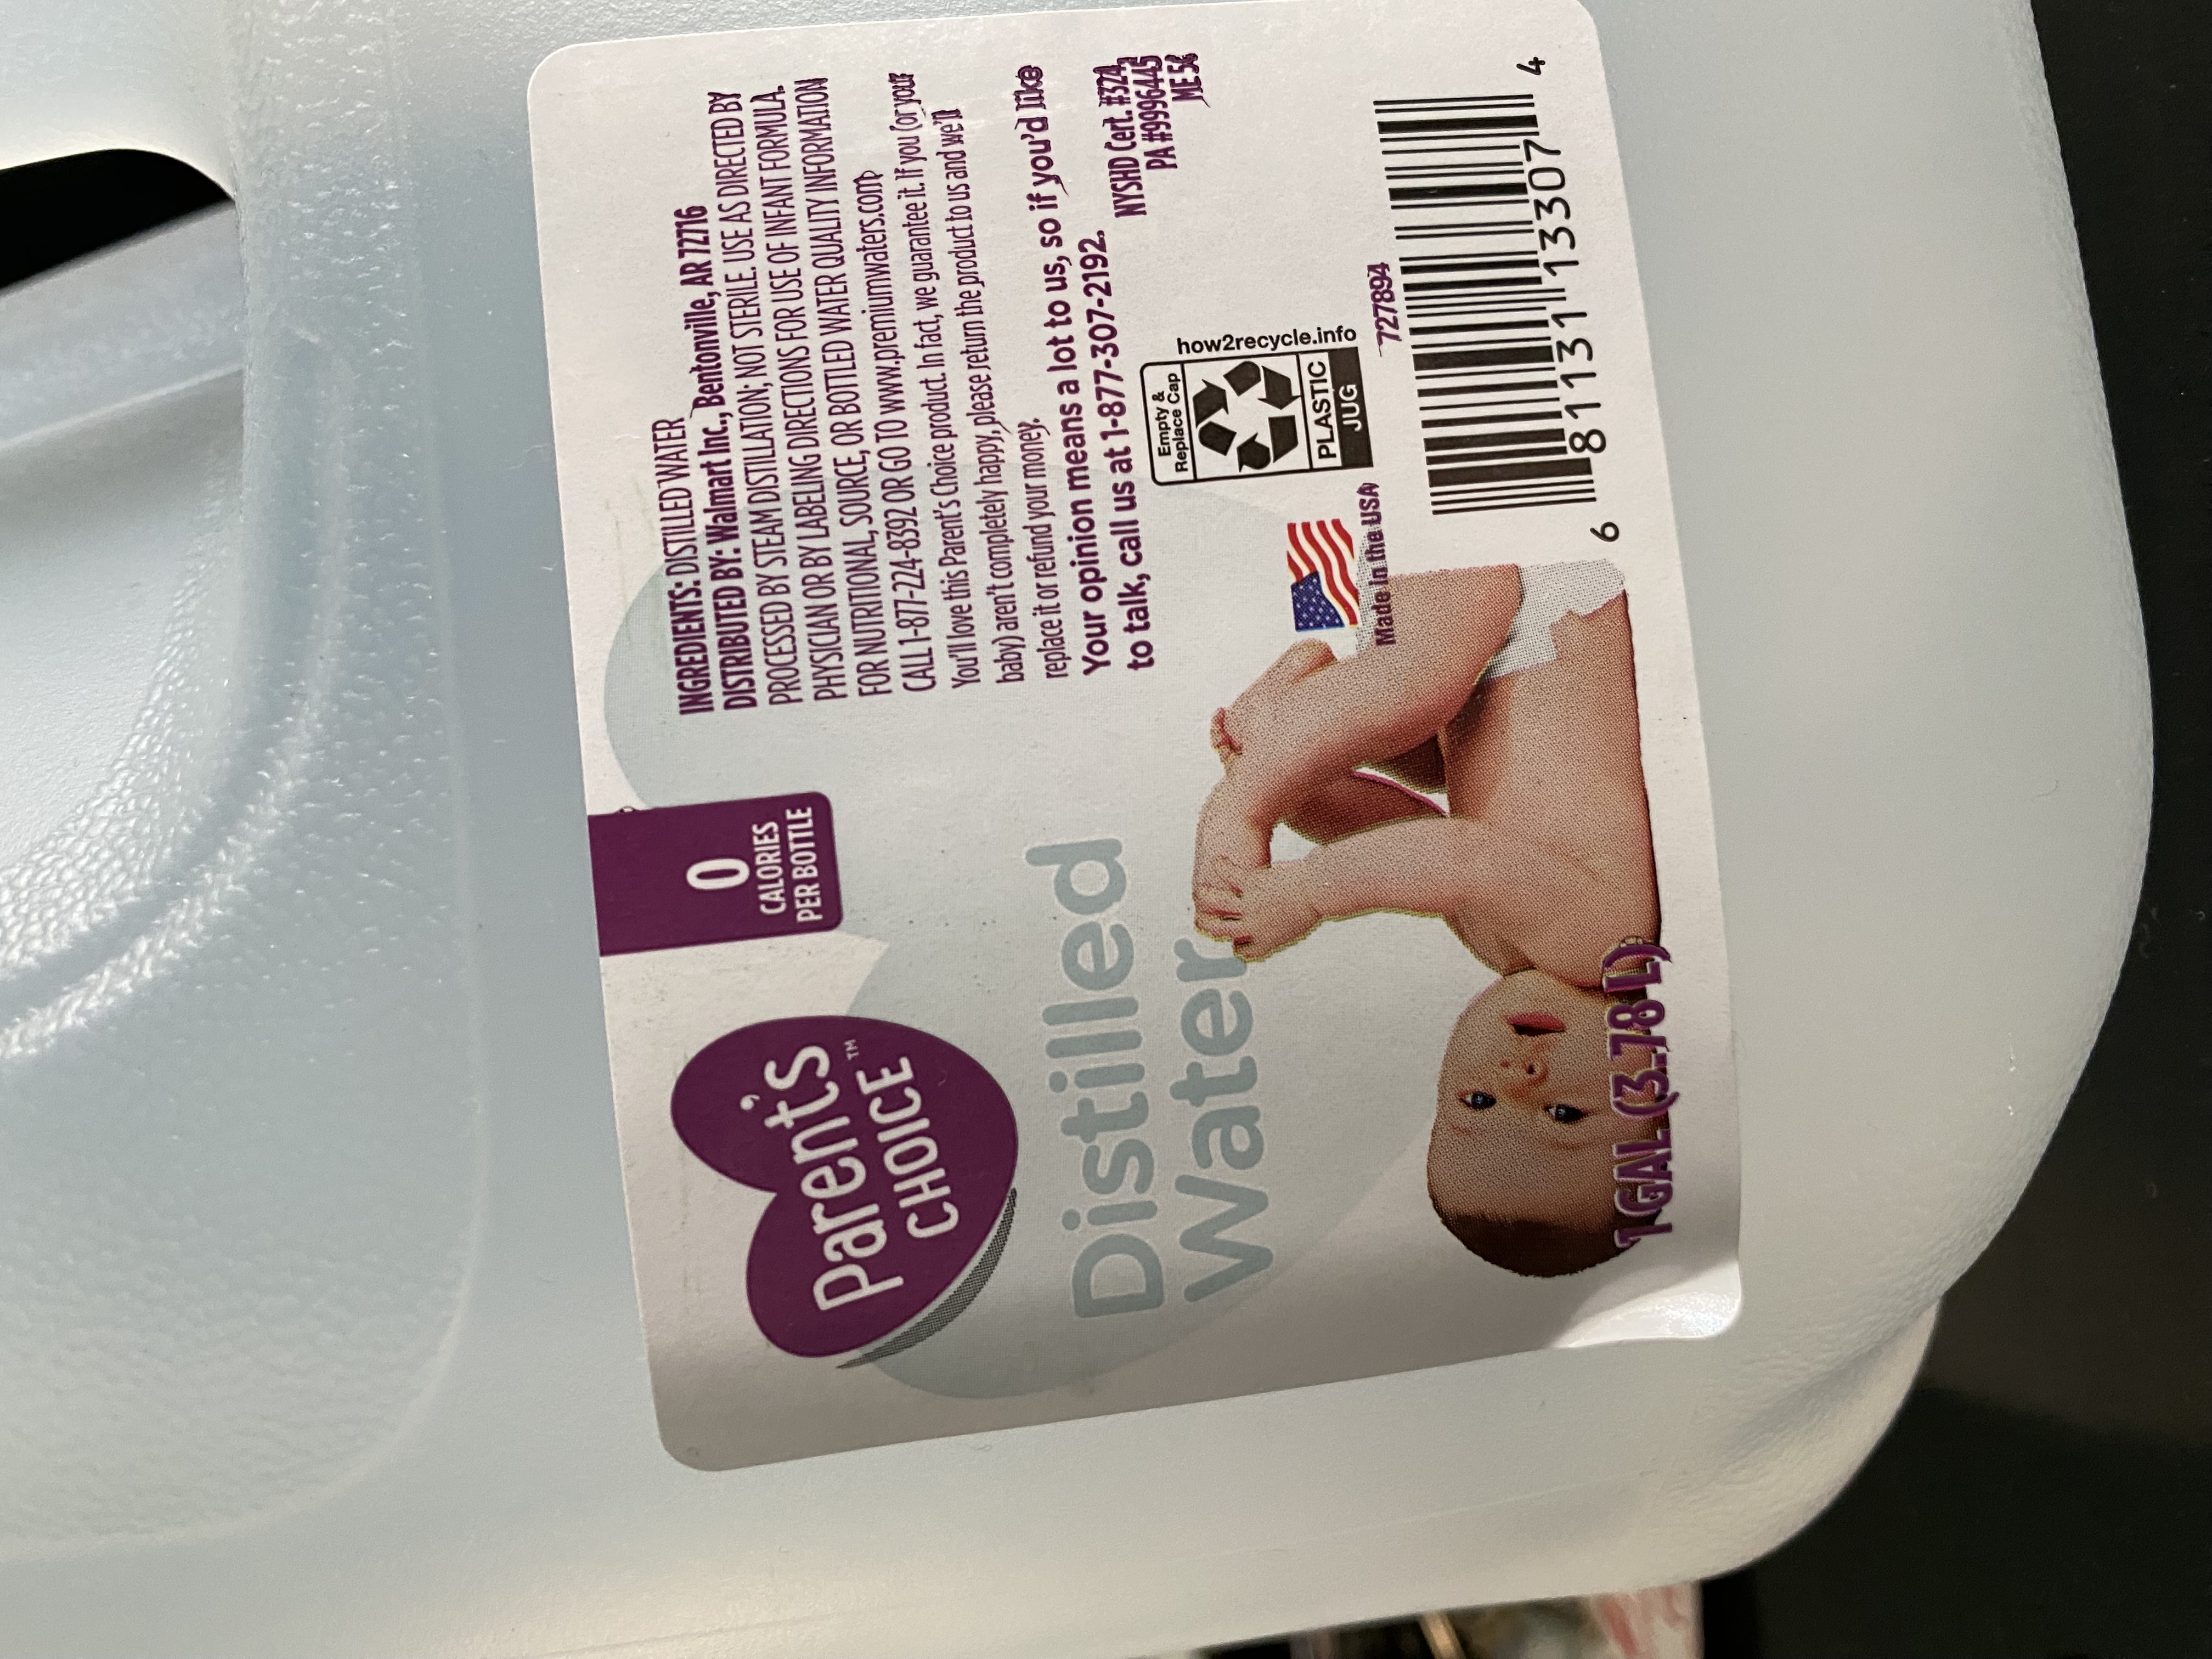 Parent's
CHOICE™
0
CALORIES
PER BOTTLE
Distilled
Water
1 GAL (3.78 L)
INGREDIENTS: DISTILLED WATER
DISTRIBUTED BY: Walmart Inc., Bentonville, AR 72716
PROCESSED BY STEAM DISTILLATION; NOT STERILE. USE AS DIRECTED BY
PHYSICIAN OR BY LABELING DIRECTIONS FOR USE OF INFANT FORMULA.
FOR NUTRITIONAL, SOURCE, OR BOTTLED WATER QUALITY INFORMATION
CALL 1-877-224-8392 OR GO TO www.premiumwaters.com
You'll love this Parent's Choice product. In fact, we guarantee it. If you (or your
baby) aren't completely happy, please return the product to us and we'll
replace it or refund your money.
Your opinion means a lot to us, so if you'd like
to talk, call us at 1-877-307-2192.
NYSHD Cert. #324,
PA #9996445
ME
Empty &
Replace Cap
PLASTIC
JUG
how2recycle.info
Made in the USA
727894
6 81131 13307 4